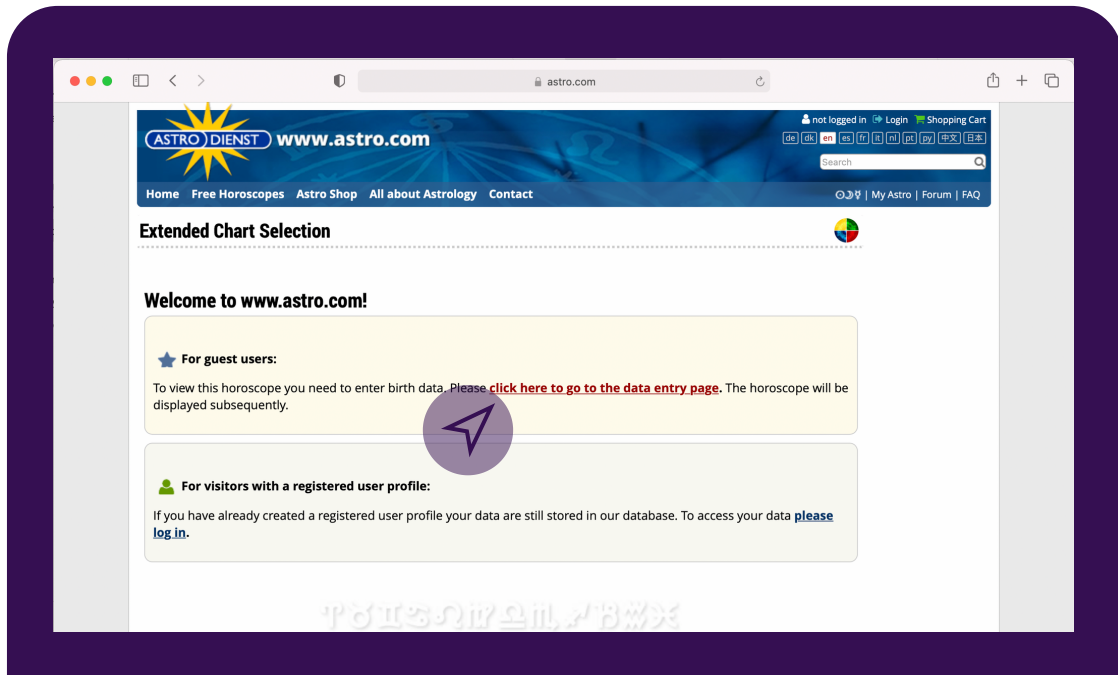 astro.com
not logged in Login Shopping Cart
ASTRO DIENST www.astro.com
de dk en es fr it nl pt py 中文 日本
Search
Home Free Horoscopes Astro Shop All about Astrology Contact
☉☽☿ | My Astro | Forum | FAQ
Extended Chart Selection
Welcome to www.astro.com!
For guest users:
To view this horoscope you need to enter birth data. Please click here to go to the data entry page. The horoscope will be
displayed subsequently.
For visitors with a registered user profile:
If you have already created a registered user profile your data are still stored in our database. To access your data please
log in.
♈♉♊♋♌♍♎♏♐♑♒♓